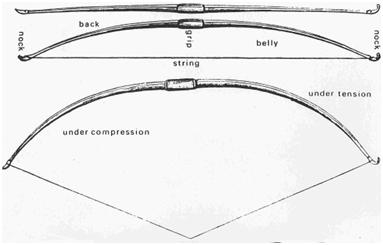 back
nock
grip
belly
nock
string
under tension
under compression